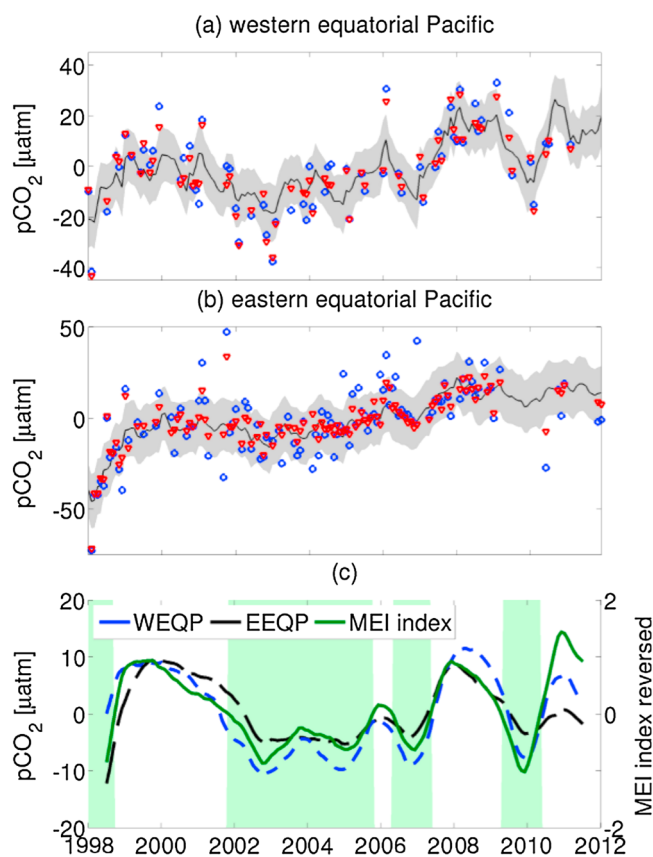 (a) western equatorial Pacific
pCO2 [µatm]
40
20
0
-20
-40
(b) eastern equatorial Pacific
pCO2 [µatm]
50
0
-50
(c)
pCO2 [µatm]
20
10
0
-10
-20
WEQP EEQP MEI index
2
1
0
-1
-2
MEI index reversed
1998 2000 2002 2004 2006 2008 2010 2012